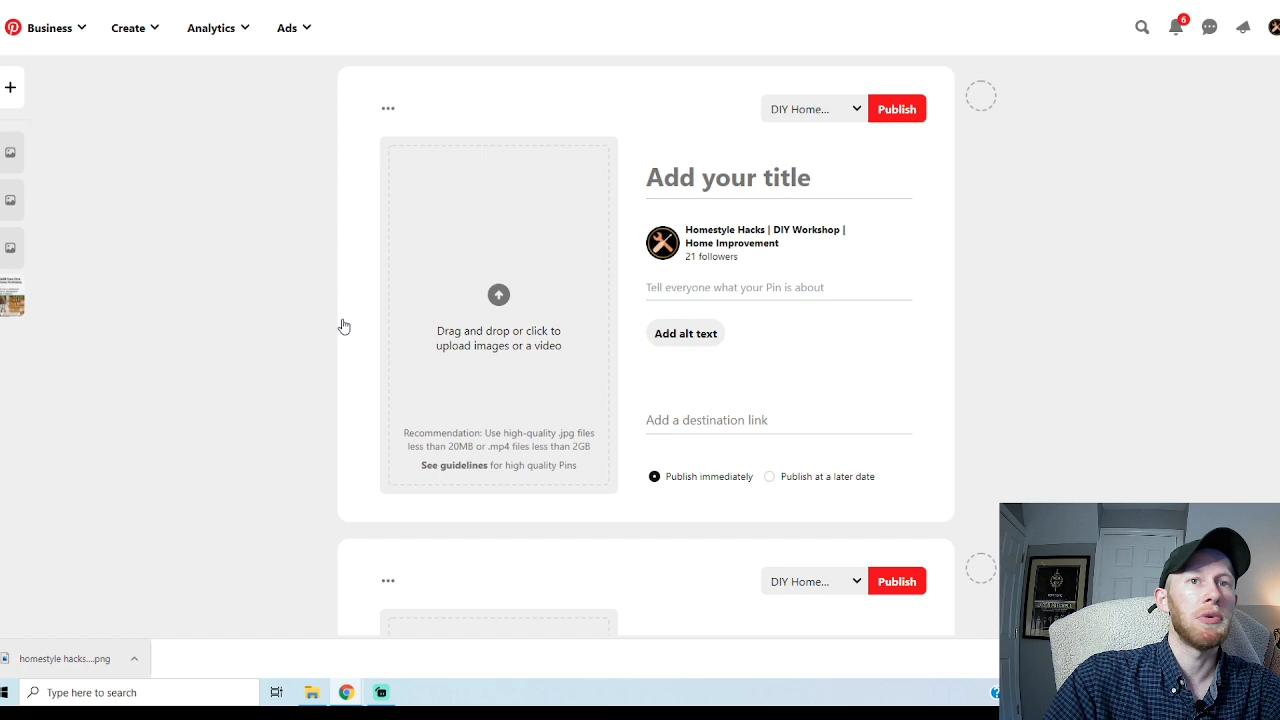 Business
Create
Analytics
Ads
6
DIY Home...
Publish
Add your title
Homestyle Hacks | DIY Workshop |
Home Improvement
21 followers
Tell everyone what your Pin is about
Add alt text
Drag and drop or click to
upload images or a video
Add a destination link
Recommendation: Use high-quality .jpg files
less than 20MB or .mp4 files less than 2GB
See guidelines for high quality Pins
Publish immediately
Publish at a later date
DIY Home...
Publish
homestyle hacks....png
Type here to search